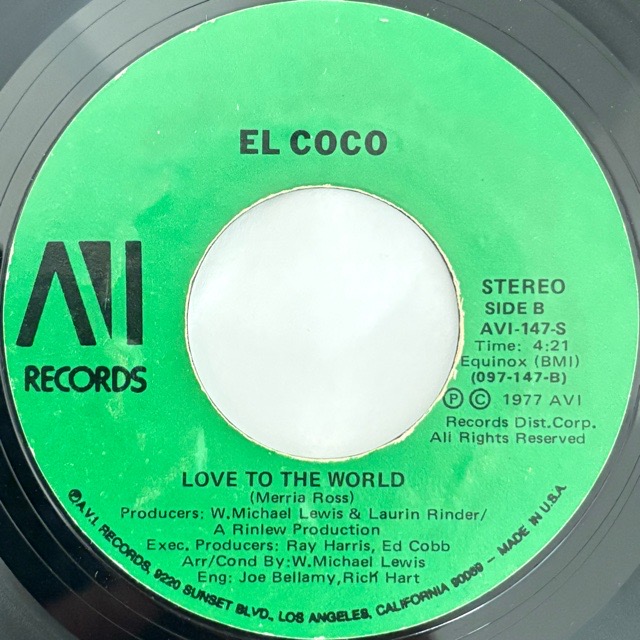 EL COCO
AVI
RECORDS
STEREO
SIDE B
AVI-147-S
Time: 4:21
Equinox (BMI)
(097-147-B)
Ⓟ © 1977 AVI
Records Dist.Corp.
All Rights Reserved
LOVE TO THE WORLD
(Merria Ross)
Producers: W.Michael Lewis & Laurin Rinder/
A Rinlew Production
Exec. Producers: Ray Harris, Ed Cobb
Arr/Cond By:W.Michael Lewis
Eng: Joe Bellamy,Rick Hart
ⓅA.V.I. RECORDS, 9220 SUNSET BLVD., LOS ANGELES, CALIFORNIA 90069 - MADE IN U.S.A.